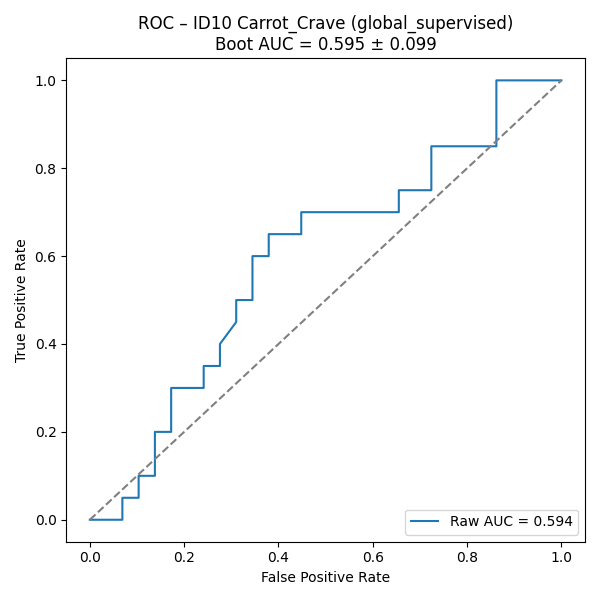 ROC – ID10 Carrot_Crave (global_supervised)
Boot AUC = 0.595 ± 0.099
True Positive Rate
1.0
0.8
0.6
0.4
0.2
0.0
Raw AUC = 0.594
0.0 0.2 0.4 0.6 0.8 1.0
False Positive Rate